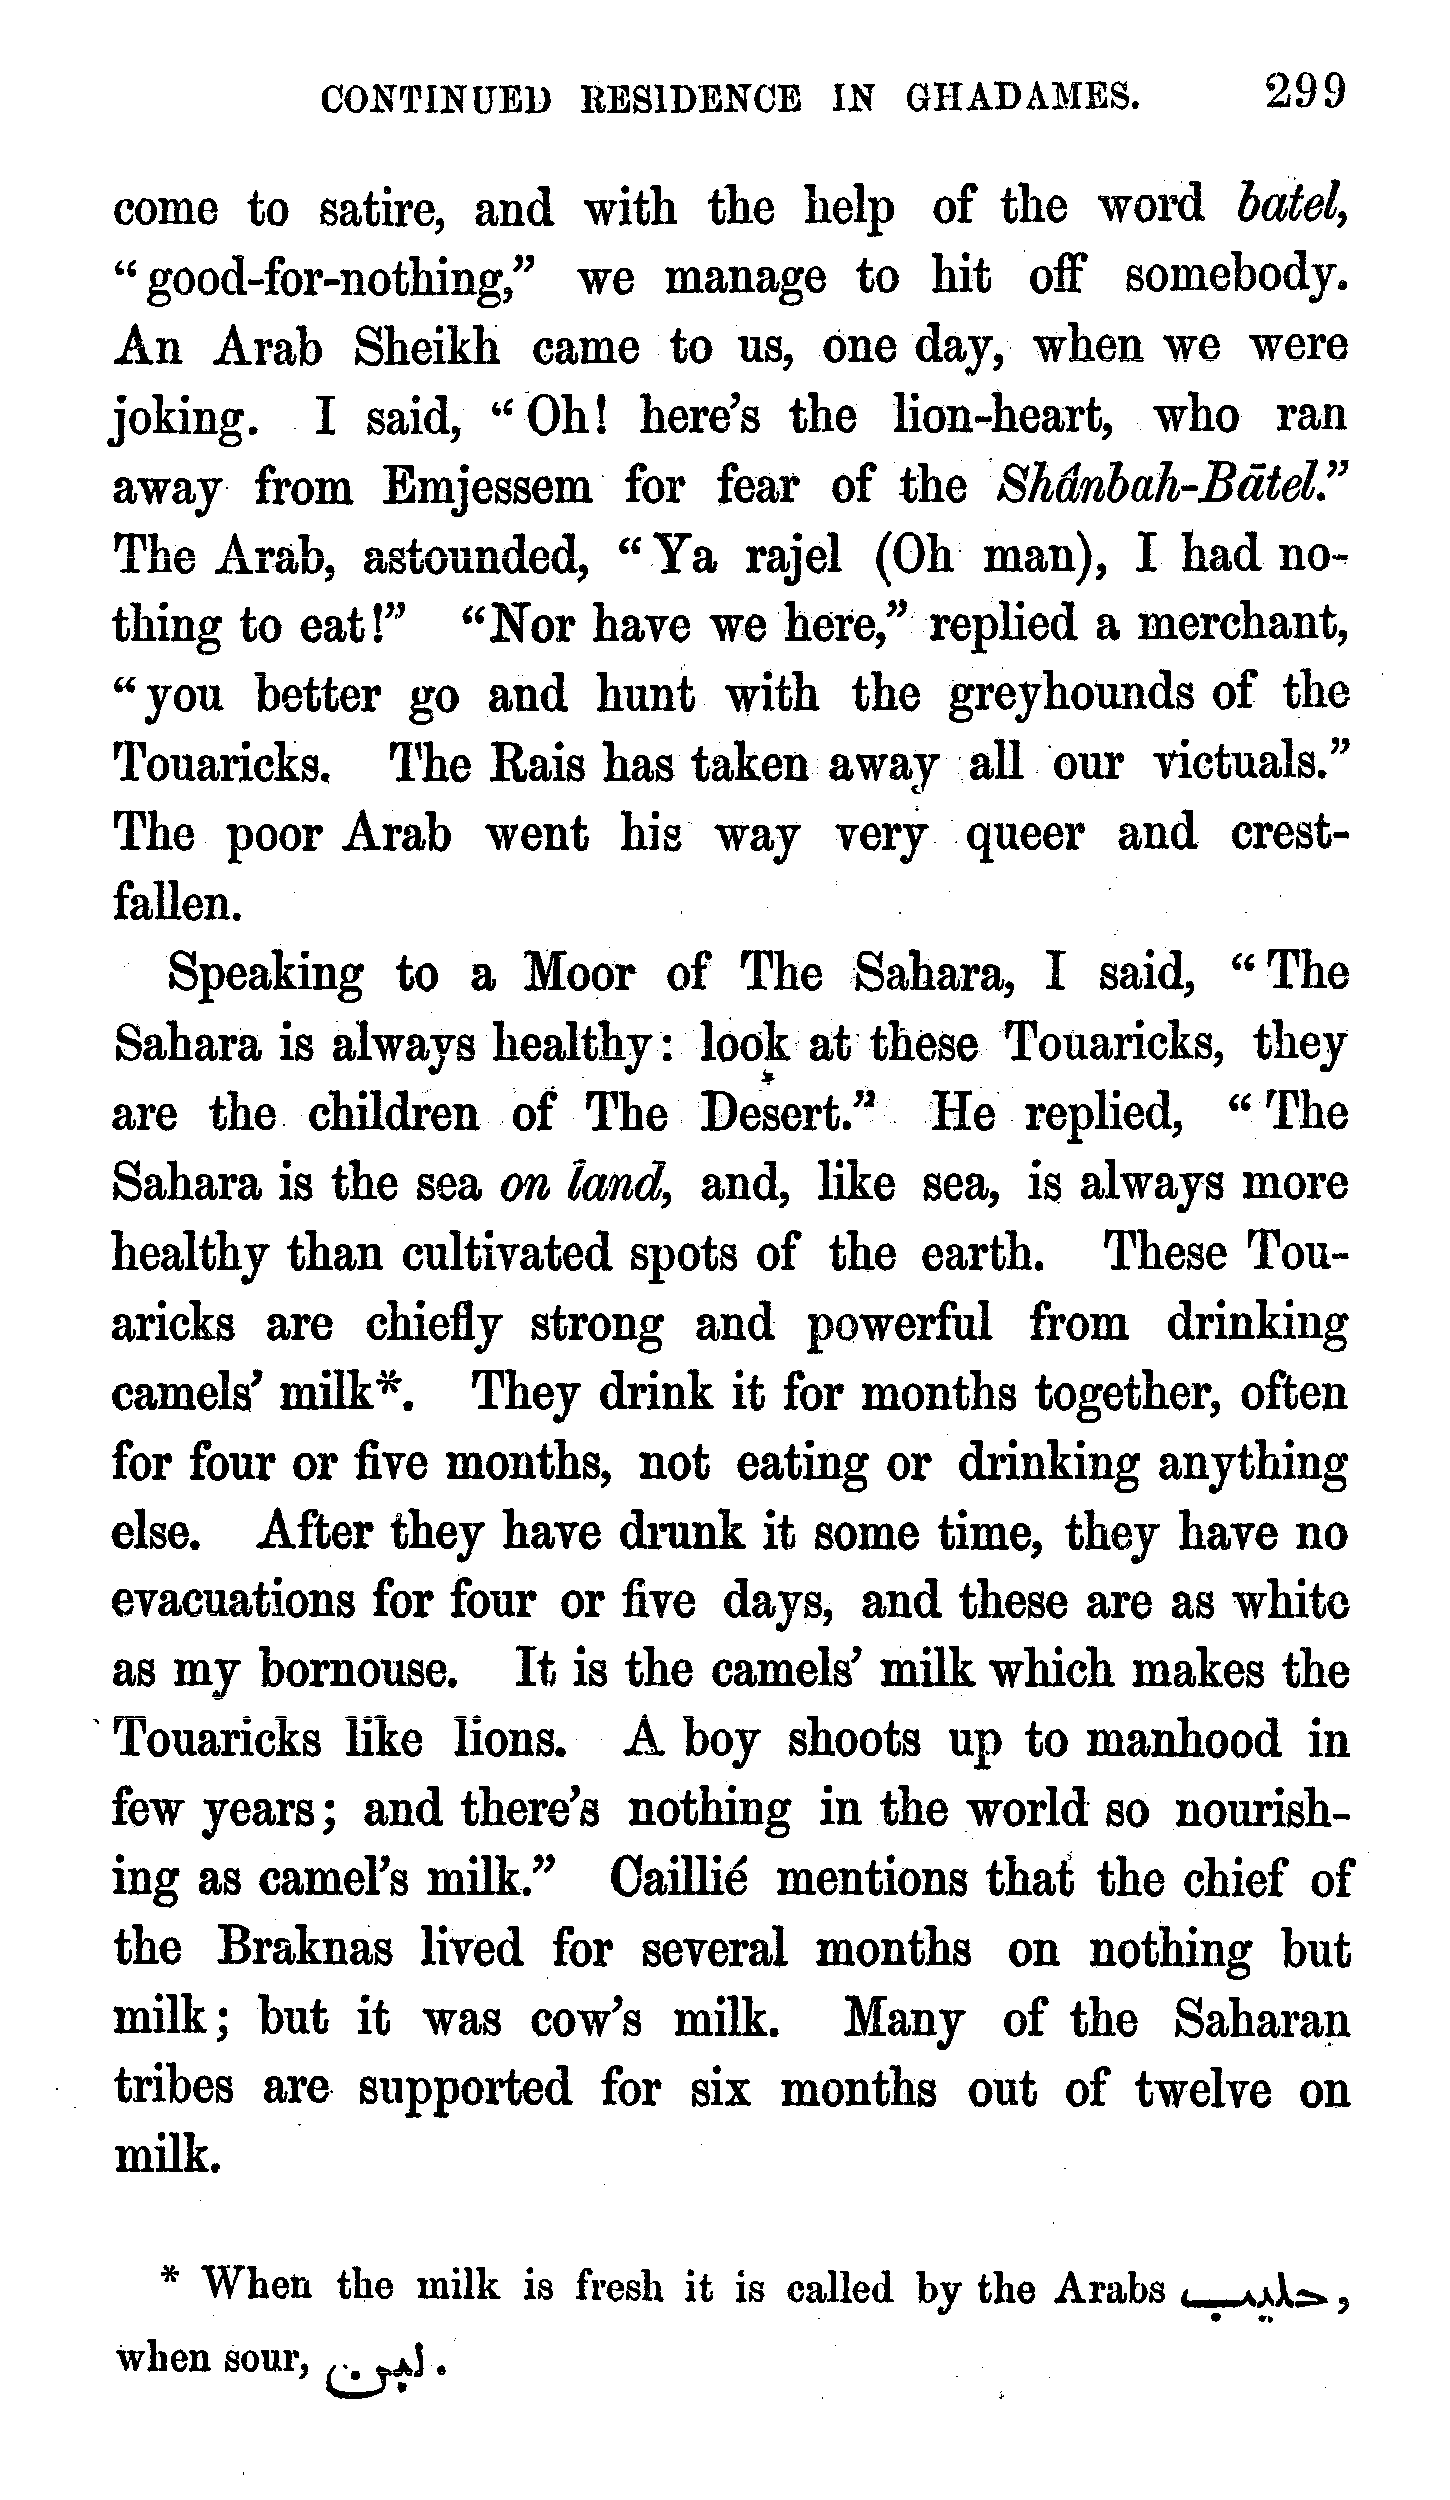 CONTINUED RESIDENCE IN GHADAMES. 299
come to satire, and with the help of the word batel,
“good-for-nothing,” we manage to hit off somebody.
An Arab Sheikh came to us, one day, when we were
joking. I said, “Oh! here’s the lion-heart, who ran
away from Emjessem for fear of the Shânbah-Bātel.”
The Arab, astounded, “Ya rajel (Oh man), I had no-
thing to eat!” “Nor have we here,” replied a merchant,
“you better go and hunt with the greyhounds of the
Touaricks. The Rais has taken away all our victuals.”
The poor Arab went his way very queer and crest-
fallen.
Speaking to a Moor of The Sahara, I said, “The
Sahara is always healthy: look at these Touaricks, they
are the children of The Desert.” He replied, “The
Sahara is the sea on land, and, like sea, is always more
healthy than cultivated spots of the earth. These Tou-
aricks are chiefly strong and powerful from drinking
camels’ milk*. They drink it for months together, often
for four or five months, not eating or drinking anything
else. After they have drunk it some time, they have no
evacuations for four or five days, and these are as white
as my bornouse. It is the camels’ milk which makes the
Touaricks like lions. A boy shoots up to manhood in
few years; and there’s nothing in the world so nourish-
ing as camel’s milk.” Caillié mentions that the chief of
the Braknas lived for several months on nothing but
milk; but it was cow’s milk. Many of the Saharan
tribes are supported for six months out of twelve on
milk.
* When the milk is fresh it is called by the Arabs حليب,
when sour, لبن.